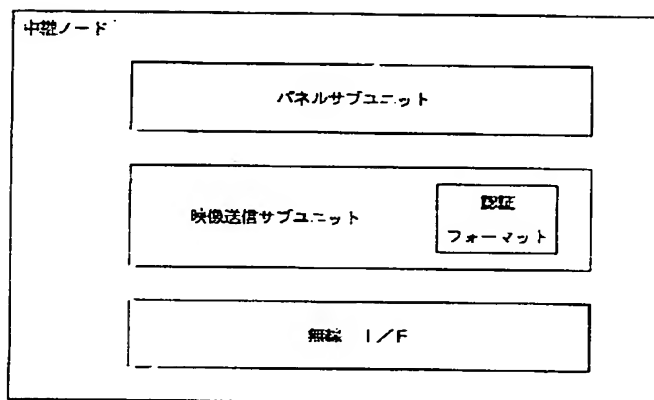 中継ノード
パネルサブユニット
映像送信サブユニット
認証
フォーマット
無線 I/F